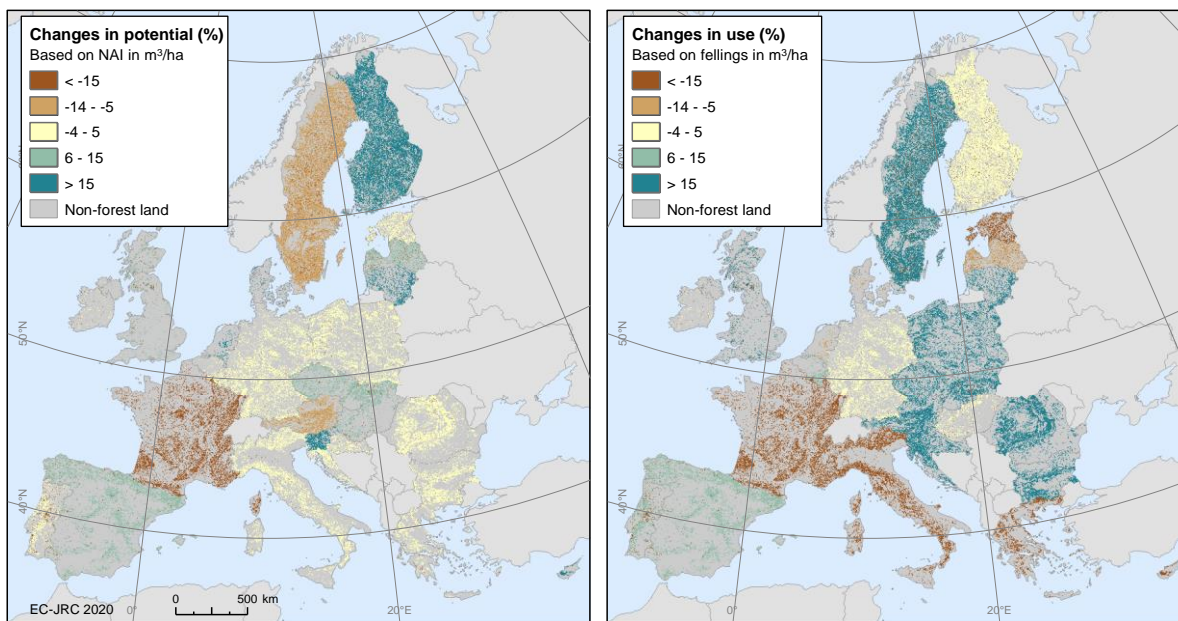 Changes in potential (%)
Based on NAI in m³/ha
< -15
-14 - -5
-4 - 5
6 - 15
> 15
Non-forest land
50°N
40°N
EC-JRC 2020
0°
0 500 km
20°E
Changes in use (%)
Based on fellings in m³/ha
< -15
-14 - -5
-4 - 5
6 - 15
> 15
Non-forest land
50°N
40°N
0°
20°E